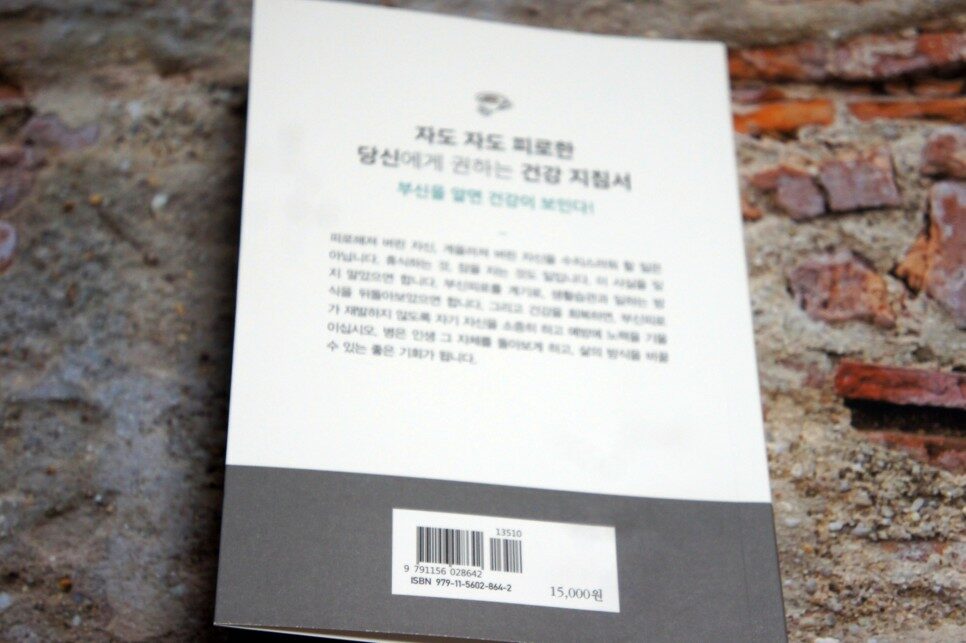 자도 자도 피로한
당신에게 권하는 건강 지침서
부신을 알면 건강이 보인다!
피로해져 버린 자신, 게을러져 버린 자신을 수치스러워 할 일은
아닙니다. 휴식하는 것, 잠을 자는 것도 일입니다. 이 사실을 잊
지 말았으면 합니다. 부신피로를 계기로, 생활습관과 일하는 방
식을 뒤돌아보았으면 합니다. 그리고 건강을 회복하면, 부신피로
가 재발하지 않도록 자기 자신을 소중히 하고 예방에 노력을 기울
이십시오. 병은 인생 그 자체를 돌아보게 하고, 삶의 방식을 바꿀
수 있는 좋은 기회가 됩니다.
13510
9 791156 028642
ISBN 979-11-5602-864-2
15,000원